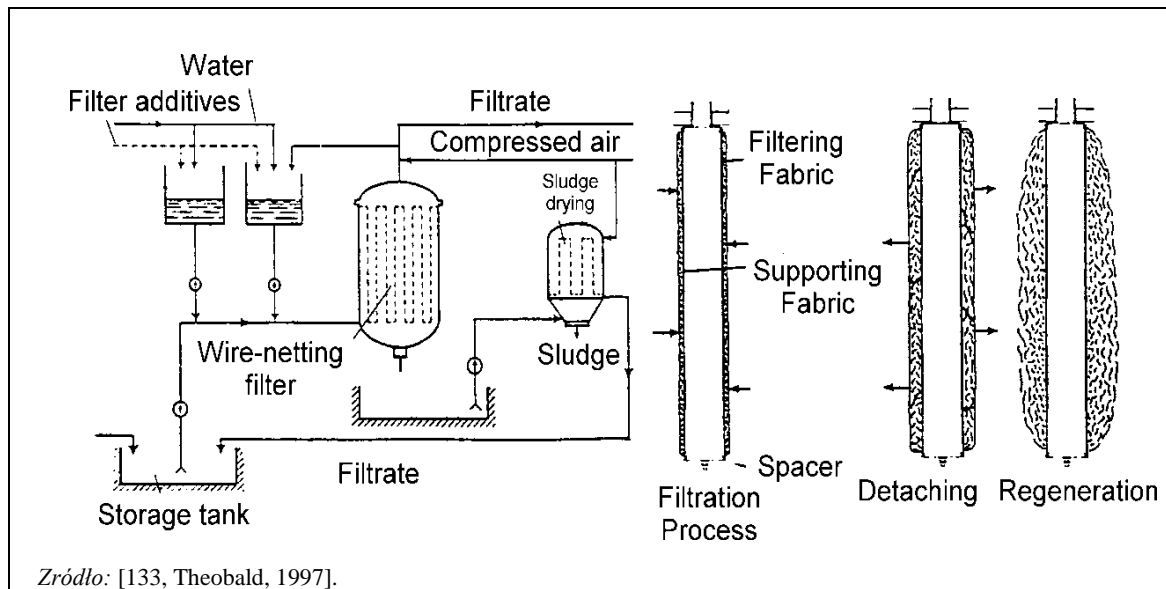 Water
Filter additives
Filtrate
Compressed air
Sludge
drying
Wire-netting
filter
Sludge
Filtrate
Storage tank
Filtering
Fabric
Supporting
Fabric
Spacer
Filtration
Process
Detaching
Regeneration
Zródło: [133, Theobald, 1997].